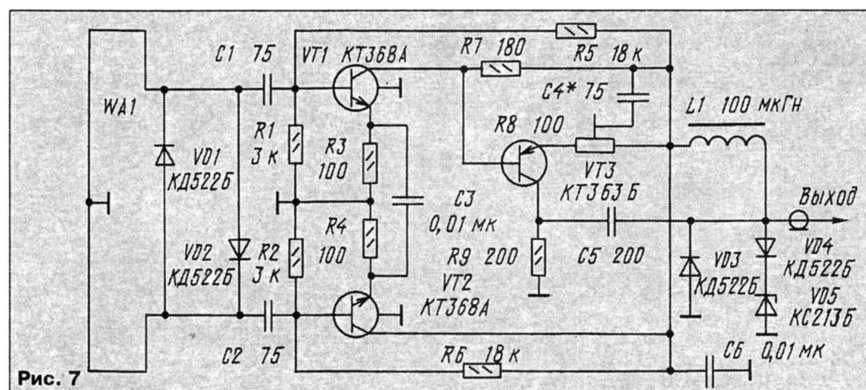 C1 75
VT1 КТ368А
R7 180
R5 18 к
C4* 75
L1 100 мкГн
WA1
VD1
КД522Б
R1
3 к
R3
100
R8 100
VT3
КТ363Б
C3
0,01 мк
Выход
R4
100
R2
3 к
VD2
КД522Б
R9 200
C5 200
VD3
КД522Б
VD4
КД522Б
VT2
КТ368А
VD5
КС213Б
C2 75
R6 18 к
C6 0,01 мк
Рис. 7